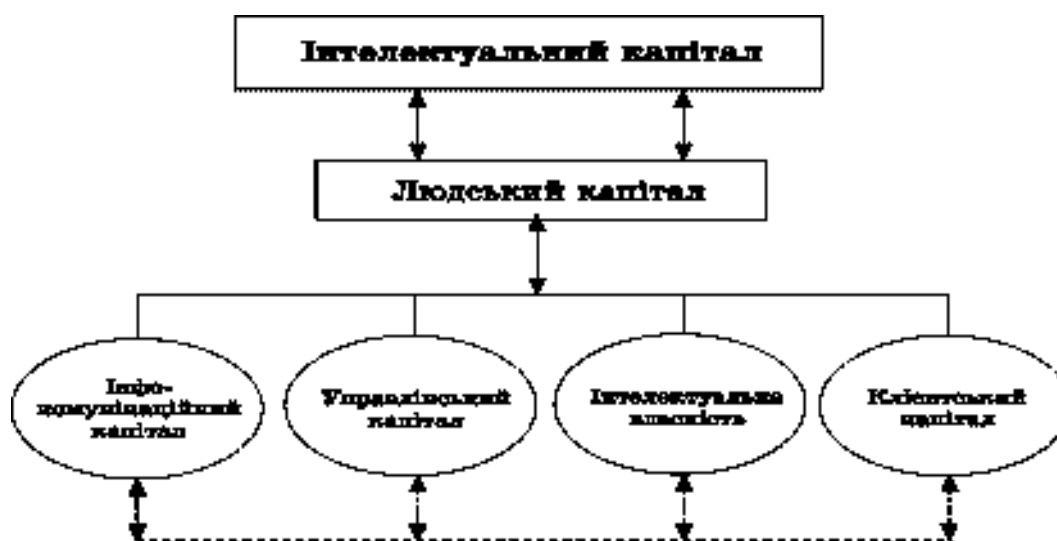 Інтелектуальний капітал
Людський капітал
Інфо-
комунікаційний
капітал
Управлінський
капітал
Інтелектуальна
власність
Клієнтський
капітал